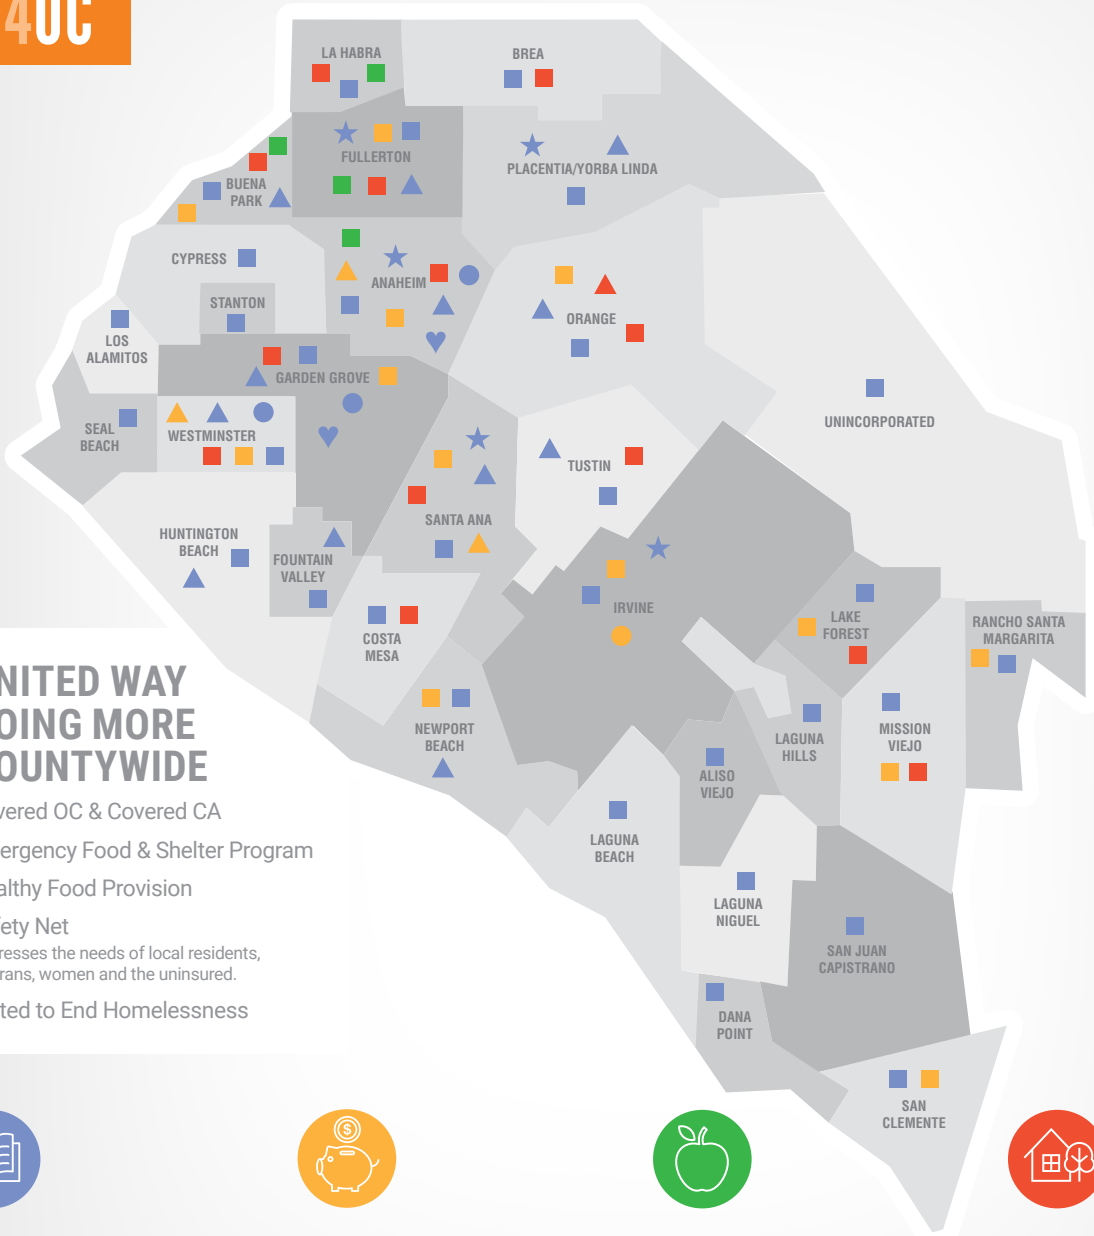 4OC
LA HABRA
BREA
FULLERTON
PLACENTIA/YORBA LINDA
BUENA
PARK
CYPRESS
ANAHEIM
STANTON
ORANGE
LOS
ALAMITOS
GARDEN GROVE
UNINCORPORATED
SEAL
BEACH
WESTMINSTER
TUSTIN
SANTA ANA
HUNTINGTON
BEACH
FOUNTAIN
VALLEY
IRVINE
LAKE
FOREST
RANCHO SANTA
MARGARITA
COSTA
MESA
NEWPORT
BEACH
LAGUNA
HILLS
MISSION
VIEJO
ALISO
VIEJO
LAGUNA
BEACH
LAGUNA
NIGUEL
SAN JUAN
CAPISTRANO
DANA
POINT
SAN
CLEMENTE
NITED WAY
OING MORE
OUNTYWIDE
vered OC & Covered CA
ergency Food & Shelter Program
althy Food Provision
ety Net
resses the needs of local residents,
rans, women and the uninsured.
ted to End Homelessness
$